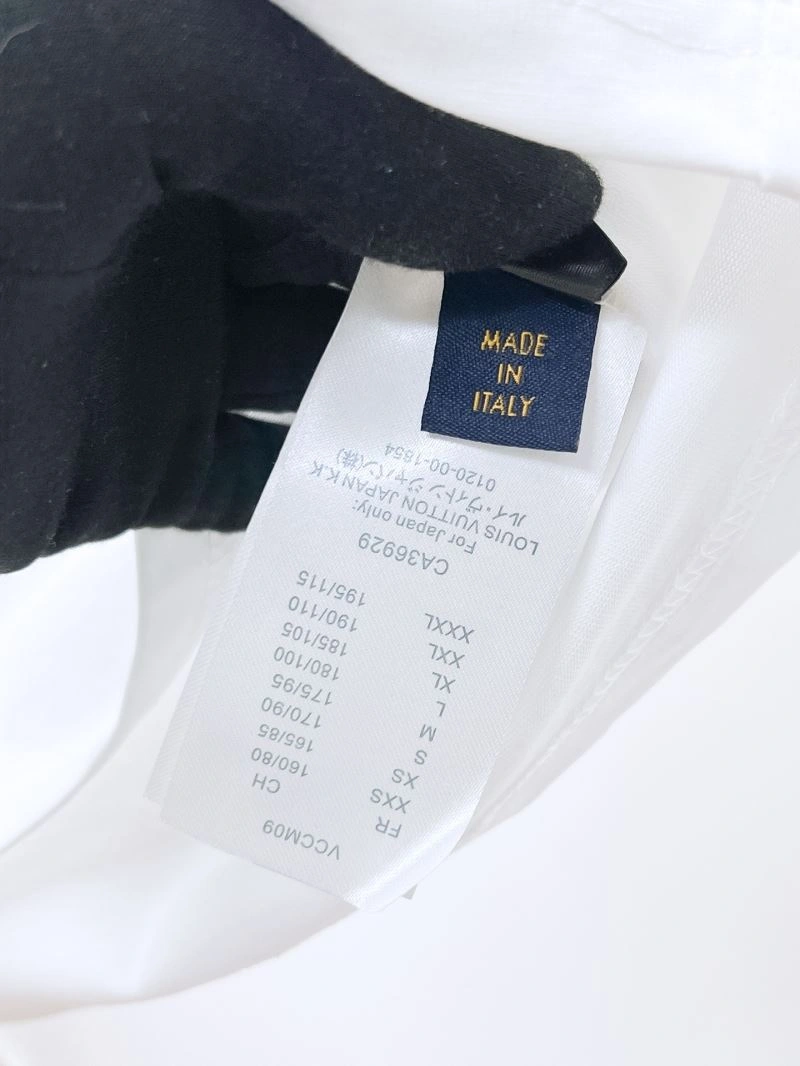 MADE
IN
ITALY
VCCM09
FR CH
XXS 160/80
XS 165/85
S 170/90
M 175/95
L 180/100
XL 185/105
XXL 190/110
XXXL 195/115
CA36929
For Japan only:
LOUIS VUITTON JAPAN K.K
ルイ・ヴィトンジャパン(株)
0120-00-1854